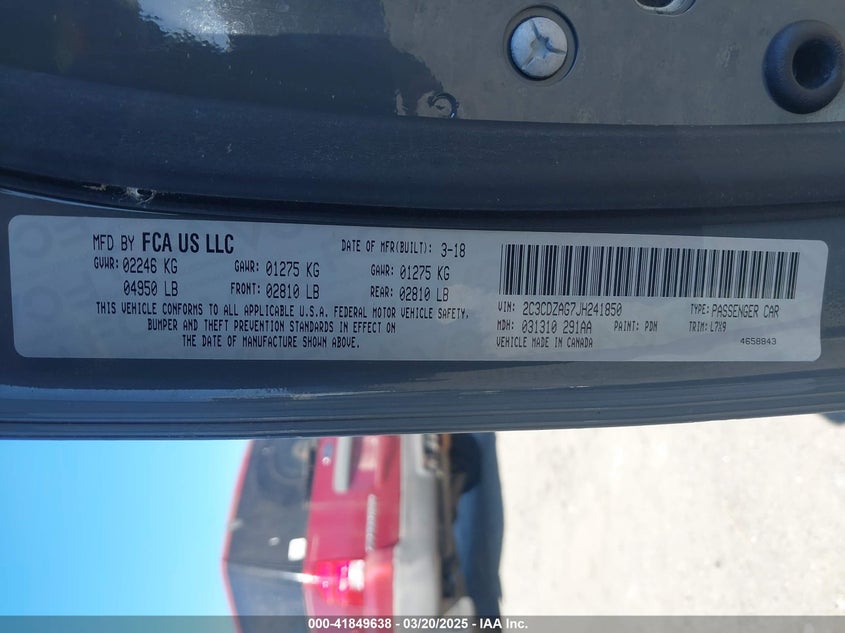 MFD BY FCA US LLC DATE OF MFR(BUILT): 3-18
GVWR: 02246 KG GAWR: 01275 KG GAWR: 01275 KG
04950 LB FRONT: 02810 LB REAR: 02810 LB
THIS VEHICLE CONFORMS TO ALL APPLICABLE U.S.A. FEDERAL MOTOR VEHICLE SAFETY,
BUMPER AND THEFT PREVENTION STANDARDS IN EFFECT ON
THE DATE OF MANUFACTURE SHOWN ABOVE.
VIN: 2C3CDZAG7JH241850 TYPE: PASSENGER CAR
MDH: 031310 291AA PAINT: PDN TRIM: L7X9
VEHICLE MADE IN CANADA 4658843
000-41849638 — 03/20/2025 — IAA Inc.